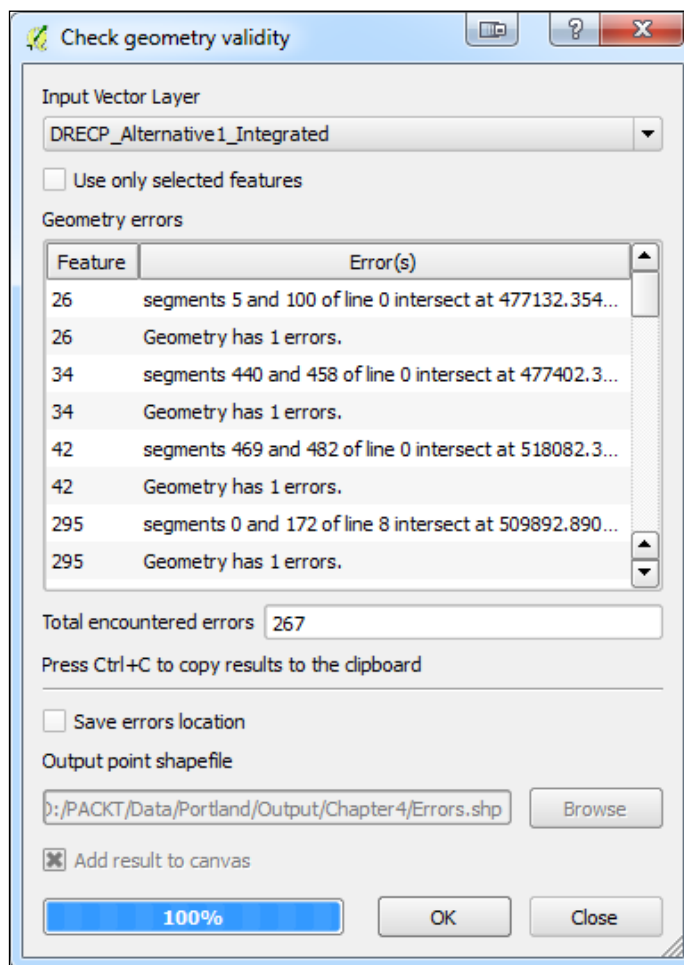 Check geometry validity
Input Vector Layer
DRECP_Alternative1_Integrated
Use only selected features
Geometry errors
Feature Error(s)
26 segments 5 and 100 of line 0 intersect at 477132.354...
26 Geometry has 1 errors.
34 segments 440 and 458 of line 0 intersect at 477402.3...
34 Geometry has 1 errors.
42 segments 469 and 482 of line 0 intersect at 518082.3...
42 Geometry has 1 errors.
295 segments 0 and 172 of line 8 intersect at 509892.890...
295 Geometry has 1 errors.
Total encountered errors 267
Press Ctrl+C to copy results to the clipboard
Save errors location
Output point shapefile
):/PACKT/Data/Portland/Output/Chapter4/Errors.shp Browse
Add result to canvas
100% OK Close